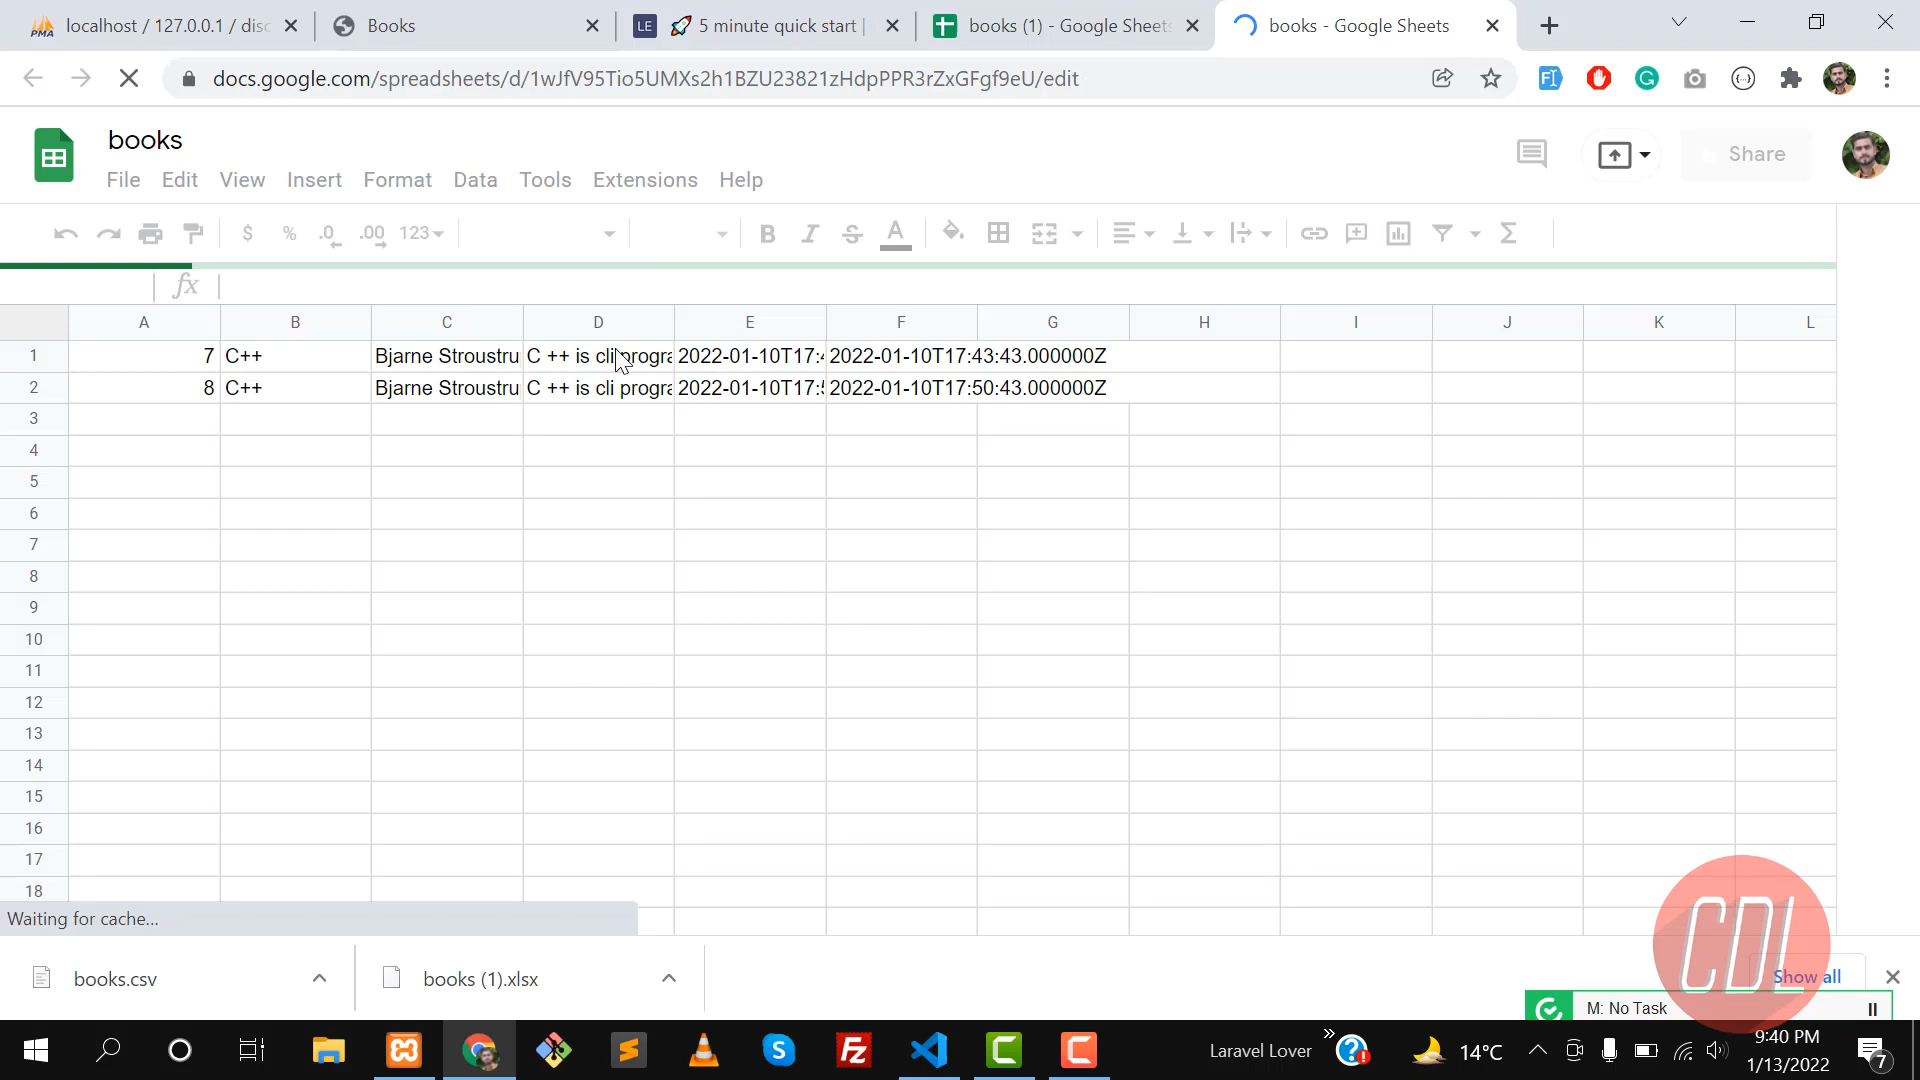 localhost / 127.0.0.1 / disc
Books
LE 5 minute quick start |
books (1) - Google Sheets
books - Google Sheets
docs.google.com/spreadsheets/d/1wJfV95Tio5UMXs2h1BZU23821zHdpPPR3rZxGFgf9eU/edit
books
File Edit View Insert Format Data Tools Extensions Help
Share
$ % .0 .00 123
fx
A B C D E F G H I J K L
1 7 C++ Bjarne Stroustru C ++ is cli progra 2022-01-10T17:4 2022-01-10T17:43:43.000000Z
2 8 C++ Bjarne Stroustru C ++ is cli progra 2022-01-10T17:5 2022-01-10T17:50:43.000000Z
3
4
5
6
7
8
9
10
11
12
13
14
15
16
17
18
Waiting for cache...
books.csv
books (1).xlsx
Show all
CDL
M: No Task
Laravel Lover
14°C
9:40 PM
1/13/2022
7